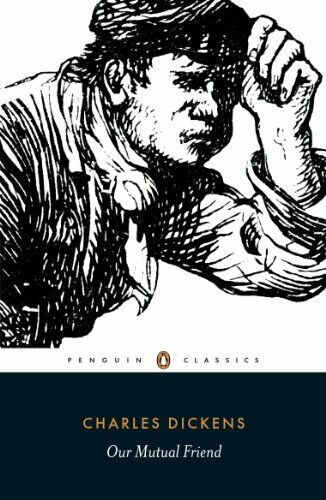 PENGUIN CLASSICS
CHARLES DICKENS
Our Mutual Friend